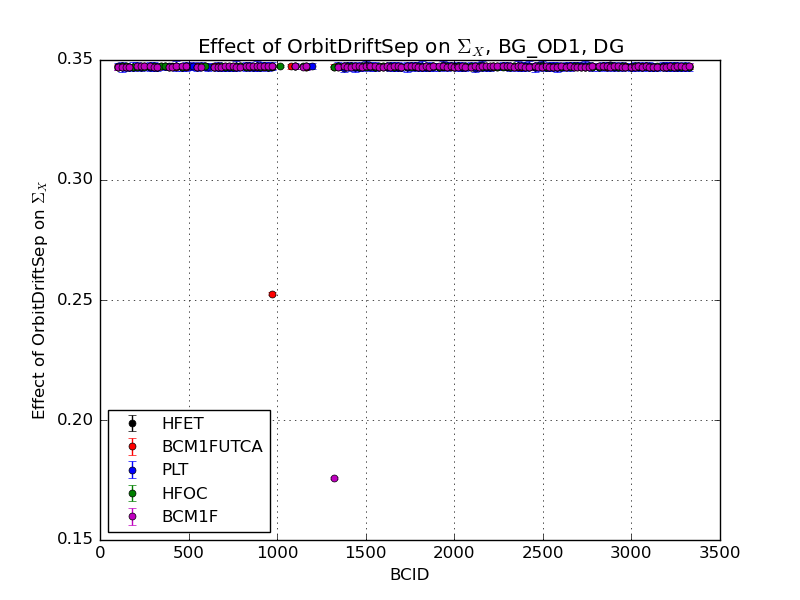 Effect of OrbitDriftSep on Σ_X, BG_OD1, DG
Effect of OrbitDriftSep on Σ_X
0.35
0.30
0.25
0.20
0.15
HFET
BCM1FUTCA
PLT
HFOC
BCM1F
0 500 1000 1500 2000 2500 3000 3500
BCID